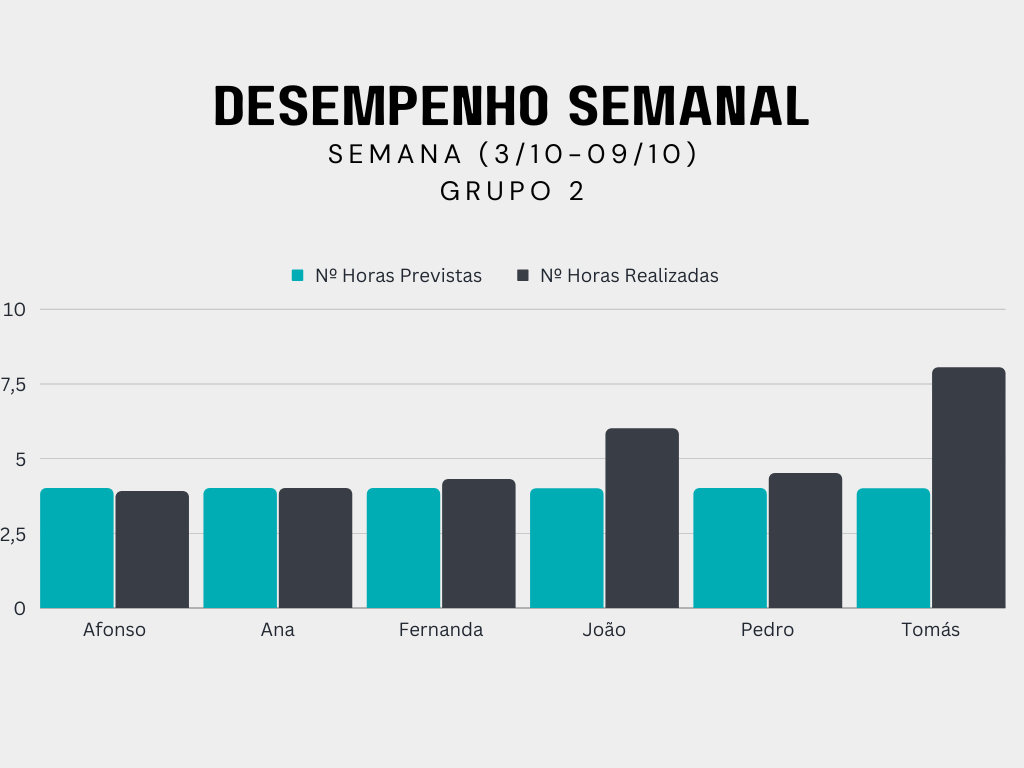 DESEMPENHO SEMANAL
SEMANA (3/10-09/10)
GRUPO 2
Nº Horas Previstas Nº Horas Realizadas
10
7,5
5
2,5
0
Afonso Ana Fernanda João Pedro Tomás